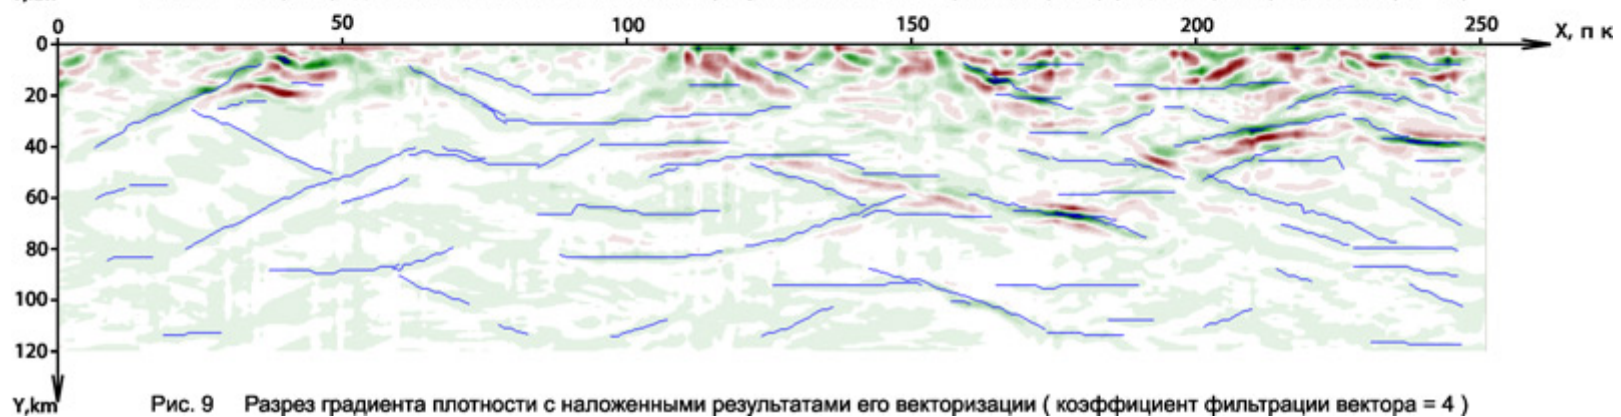 0 50 100 150 200 250
X, п к
0
20
40
60
80
100
120
Y,km
Рис. 9 Разрез градиента плотности с наложенными результатами его векторизации ( коэффициент фильтрации вектора = 4 )